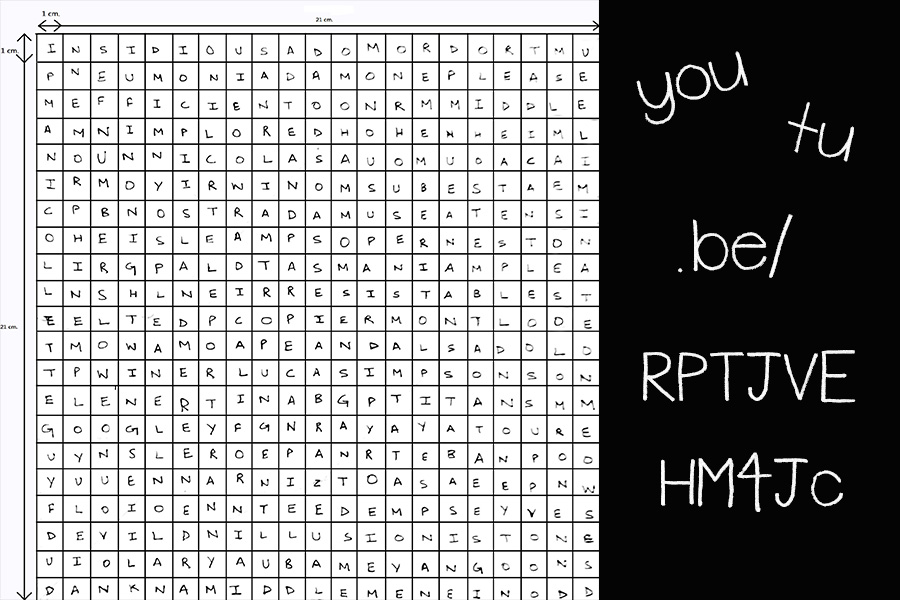 1 cm.
21 cm.
1 cm.
21 cm.
I N S I D I O U S A D O M O R D O R T M U
P N E U M O N I A D A M O N E P L E A S E
M E F F I C I E N T O O N R M M I D D L E
A M N I M P L O R E D H O H E N H E I M L
N O U N N I C O L A S A U O M U O A C A I
I R M O Y I R W I N O M S U B E S T A E M
C P B N O S T R A D A M U S E A T E N S I
O H E I S L E A M P S O P E R N E S T O N
L I R G P A L D T A S M A N I A M P L E A
L N S H L N E I R R E S I S T A B L E S T
E E L T E D P C O P I E R M O N T L O O E
T M O W A M O A P E A N D A L S A D O L D
T P W I N E R L U C A S I M P S O N S O N
E L E N E R T I N A B G P T I T A N S M M
G O O G L E Y F G N R A Y A Y A T O U R E
U Y N S L E R O E P A N R T E B A N P O O
Y U U E N N A R N I Z T O A S A E E P N W
F L O I O E N N T E E D E M P S E Y V E S
D E V I L D N I L L U S I O N I S T O N E
U I O L A R Y A U B A M E Y A N G O O N S
D A N K N A M I D D L E M E N E I N O D D
you
tu
.be/
RPTJVE
HM4Jc